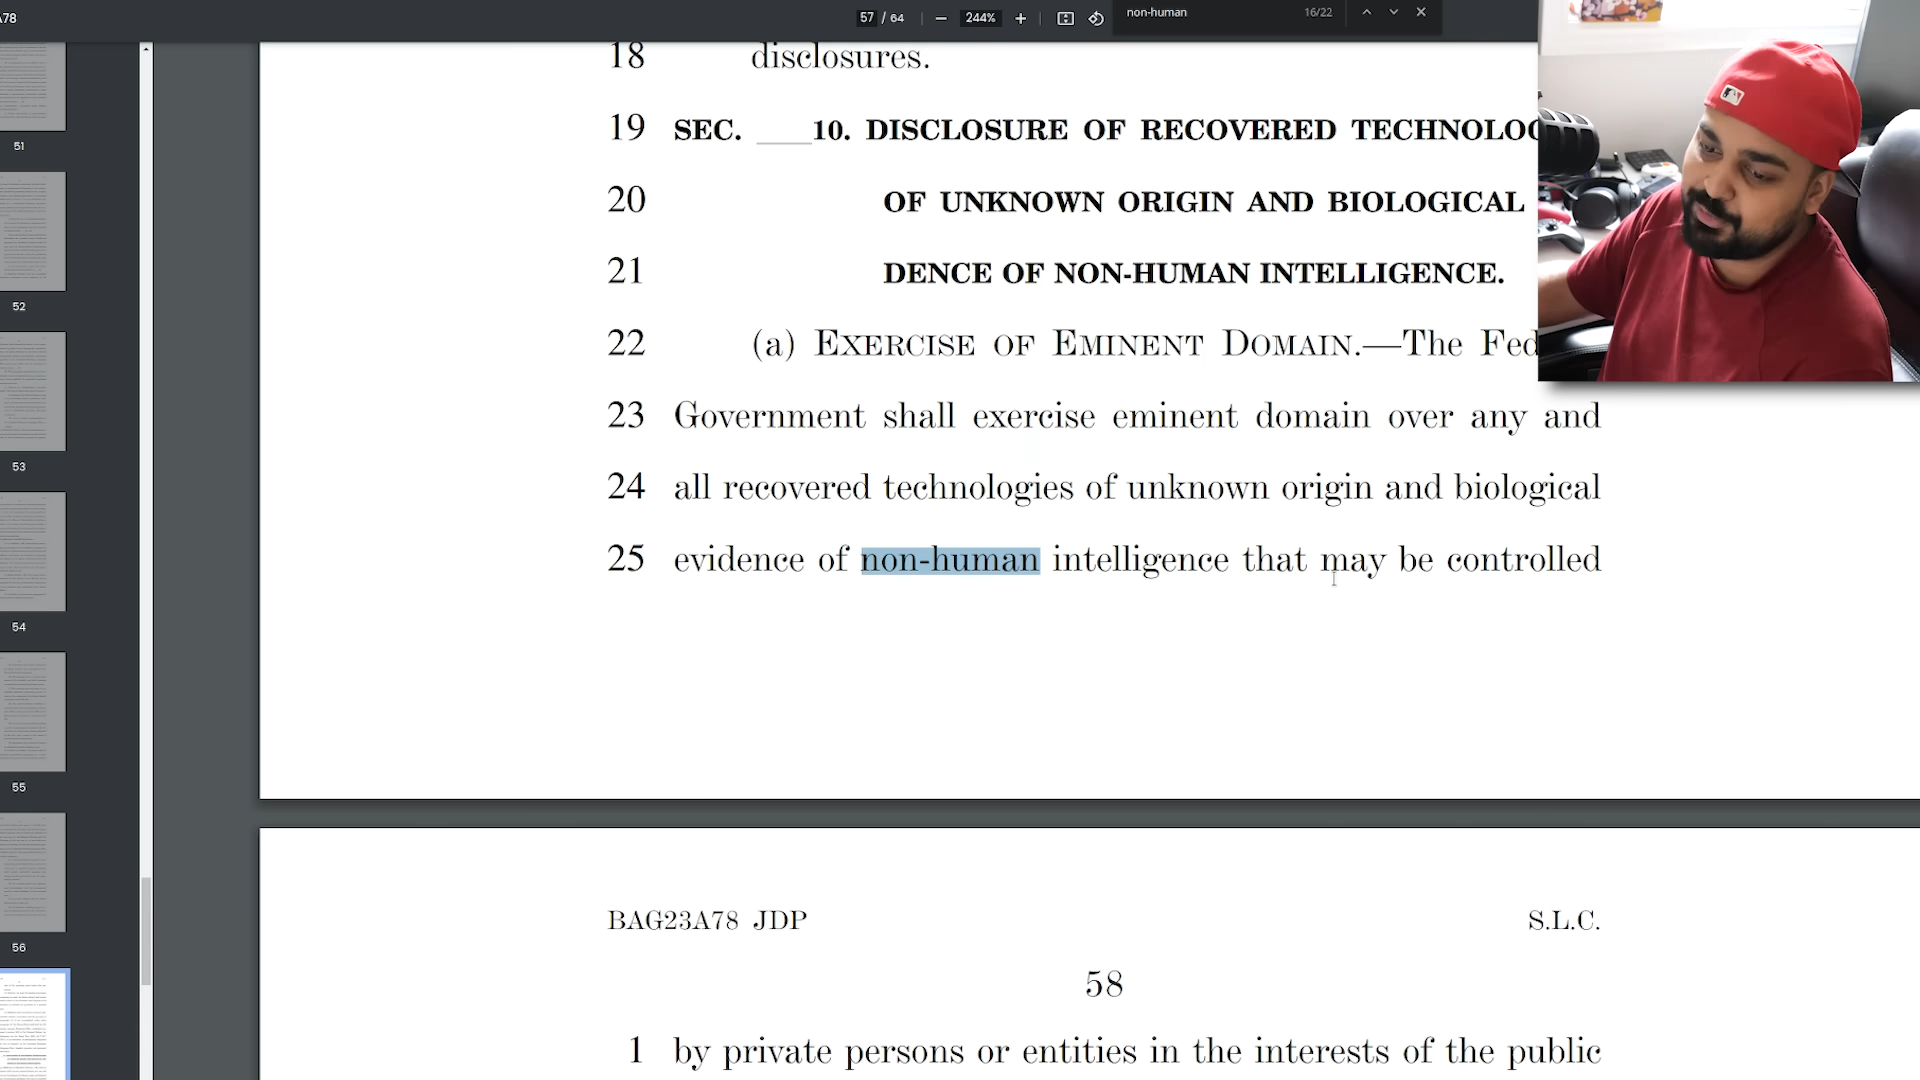 A78
57 / 64
244%
non-human
16/22
18 disclosures.
19 SEC. ____10. DISCLOSURE OF RECOVERED TECHNOLOG
20 OF UNKNOWN ORIGIN AND BIOLOGICAL
21 DENCE OF NON-HUMAN INTELLIGENCE.
22 (a) EXERCISE OF EMINENT DOMAIN.—The Fed
23 Government shall exercise eminent domain over any and
24 all recovered technologies of unknown origin and biological
25 evidence of non-human intelligence that may be controlled
BAG23A78 JDP S.L.C.
58
1 by private persons or entities in the interests of the public
51
52
53
54
55
56